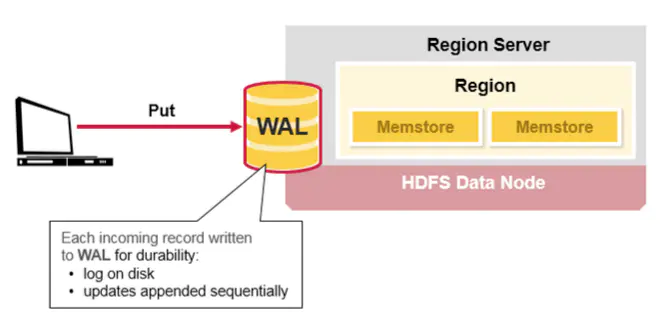 Region Server
Region
Put
WAL
Memstore Memstore
HDFS Data Node
Each incoming record written
to WAL for durability:
• log on disk
• updates appended sequentially